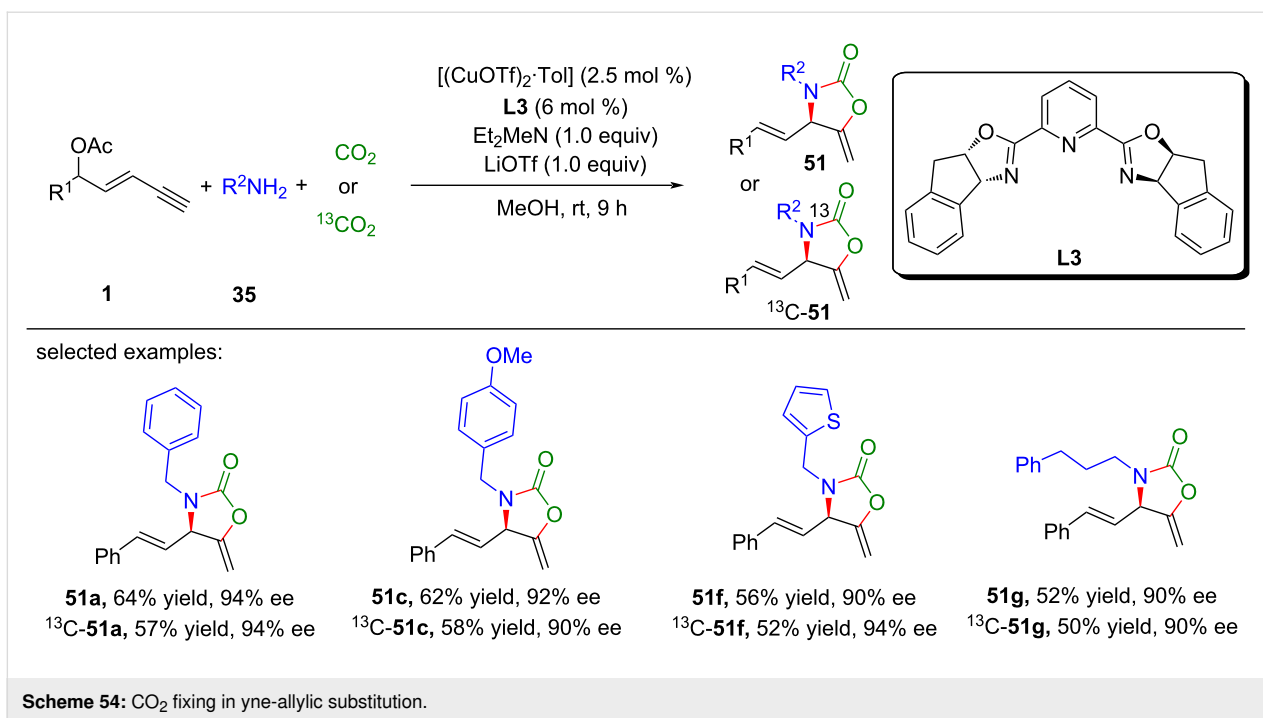 [(CuOTf)₂·Tol] (2.5 mol %)
L3 (6 mol %)
Et₂MeN (1.0 equiv)
LiOTf (1.0 equiv)
MeOH, rt, 9 h
OAc
R¹
+ R²NH₂ +
CO₂
or
¹³CO₂
1
35
R²
N
O
O
R¹
51
or
R²
13
N
O
O
R¹
¹³C-51
O
N
N
O
N
L3
selected examples:
N
O
O
Ph
51a, 64% yield, 94% ee
¹³C-51a, 57% yield, 94% ee
OMe
N
O
O
Ph
51c, 62% yield, 92% ee
¹³C-51c, 58% yield, 90% ee
S
N
O
O
Ph
51f, 56% yield, 90% ee
¹³C-51f, 52% yield, 94% ee
Ph
N
O
O
Ph
51g, 52% yield, 90% ee
¹³C-51g, 50% yield, 90% ee
Scheme 54: CO₂ fixing in yne-allylic substitution.